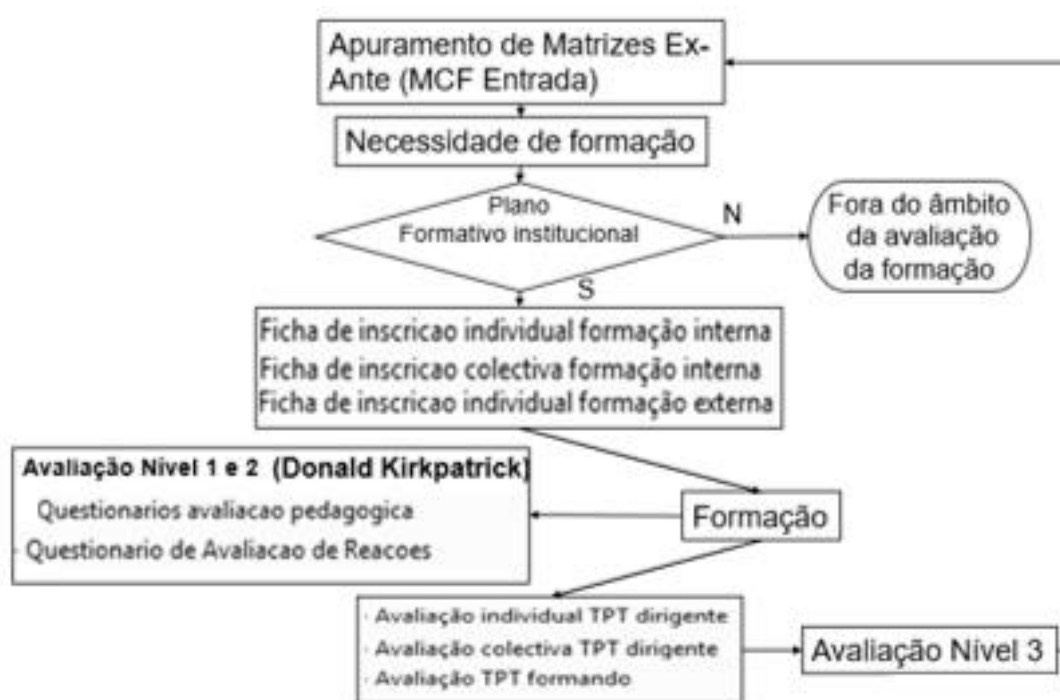 Apuramento de Matrizes Ex-
Ante (MCF Entrada)
Necessidade de formação
Plano
Formativo institucional
N
Fora do âmbito
da avaliação
da formação
S
Ficha de inscricao individual formação interna
Ficha de inscricao colectiva formação interna
Ficha de inscricao individual formação externa
Avaliação Nivel 1 e 2 (Donald Kirkpatrick)
Questionarios avaliacao pedagogica
· Questionario de Avaliacao de Reacoes
Formação
· Avaliação individual TPT dirigente
· Avaliação colectiva TPT dirigente
· Avaliação TPT formando
Avaliação Nível 3